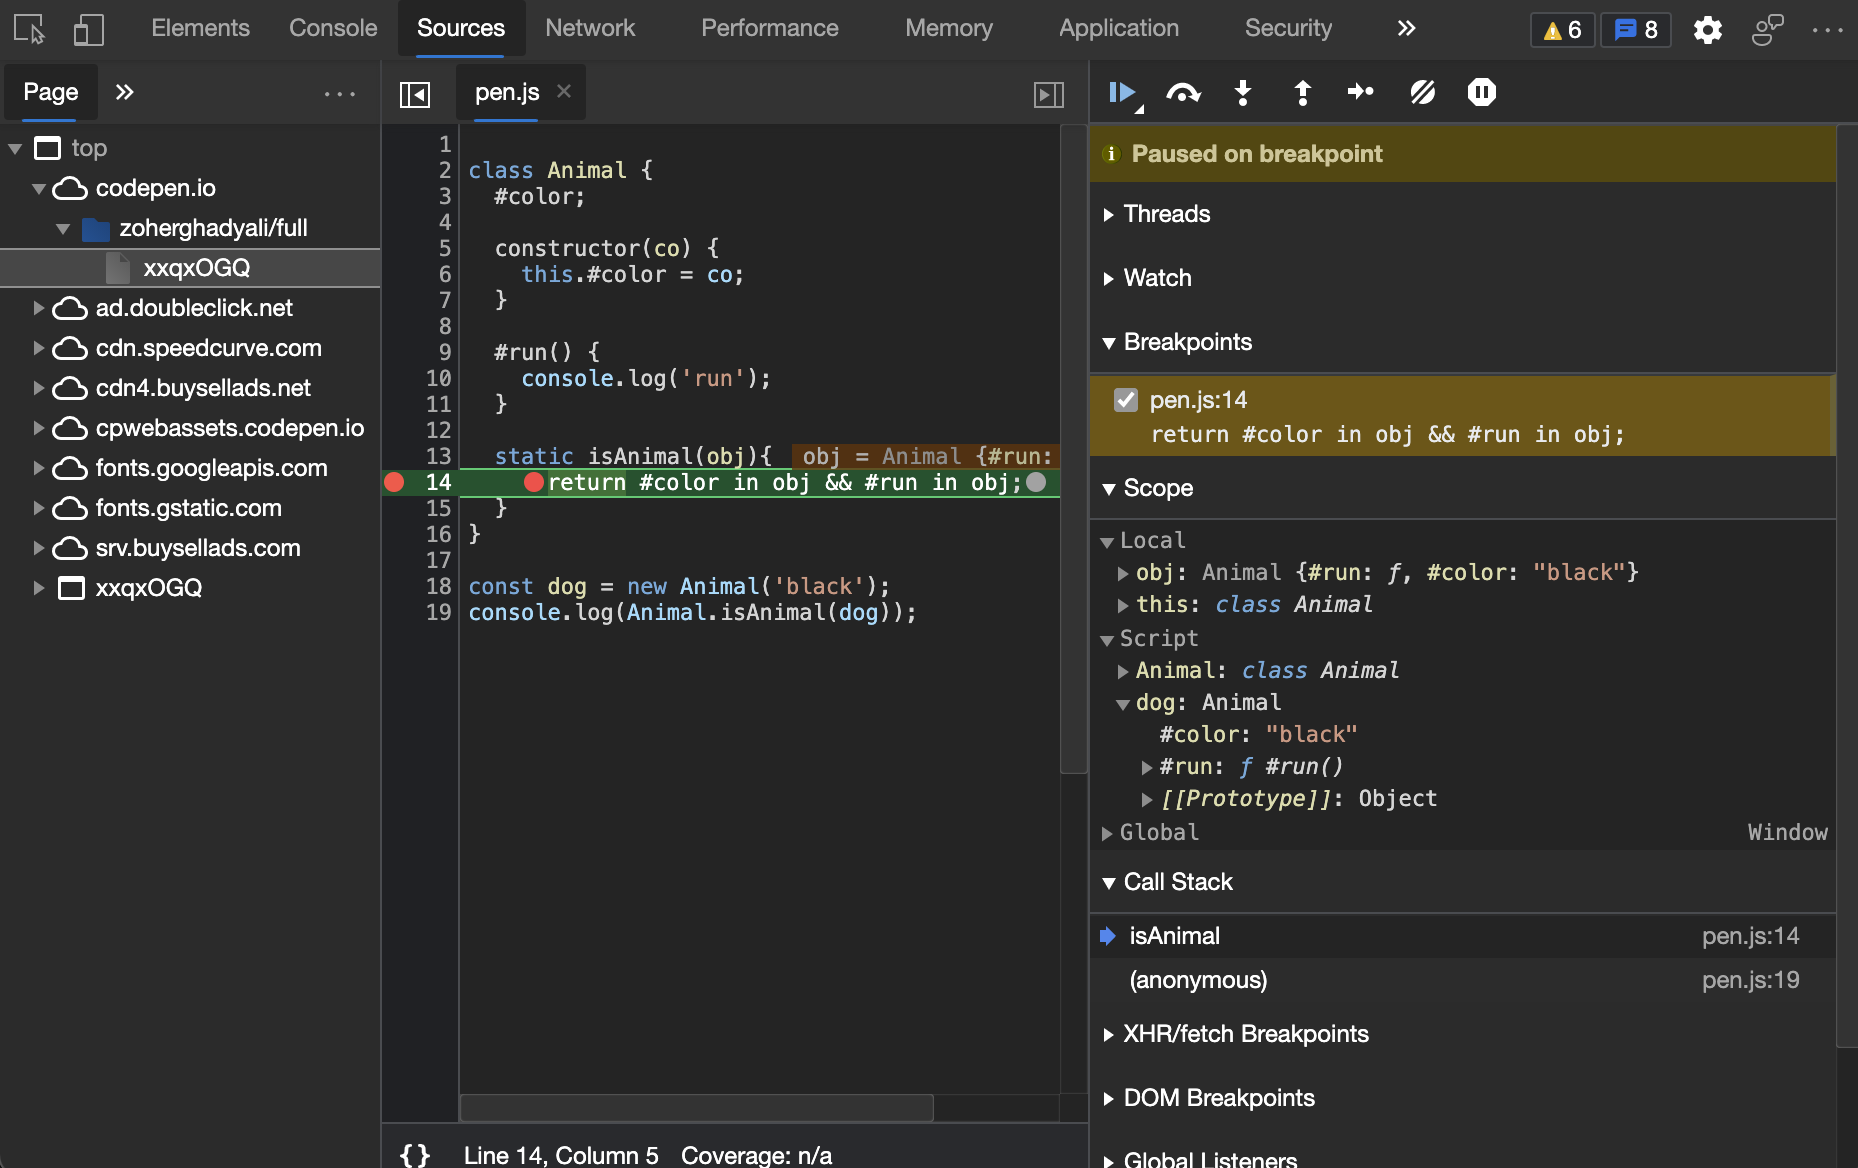 Elements Console Sources Network Performance Memory Application Security 6 8
Page
top
codepen.io
zoherghadyali/full
xxqxOGQ
ad.doubleclick.net
cdn.speedcurve.com
cdn4.buysellads.net
cpwebassets.codepen.io
fonts.googleapis.com
fonts.gstatic.com
srv.buysellads.com
xxqxOGQ
pen.js
1
2 class Animal {
3 #color;
4
5 constructor(co) {
6 this.#color = co;
7 }
8
9 #run() {
10 console.log('run');
11 }
12
13 static isAnimal(obj){ obj = Animal {#run:
14 return #color in obj && #run in obj;
15 }
16 }
17
18 const dog = new Animal('black');
19 console.log(Animal.isAnimal(dog));
{} Line 14, Column 5 Coverage: n/a
Paused on breakpoint
Threads
Watch
Breakpoints
pen.js:14
return #color in obj && #run in obj;
Scope
Local
obj: Animal {#run: ƒ, #color: "black"}
this: class Animal
Script
Animal: class Animal
dog: Animal
#color: "black"
#run: ƒ #run()
[[Prototype]]: Object
Global Window
Call Stack
isAnimal pen.js:14
(anonymous) pen.js:19
XHR/fetch Breakpoints
DOM Breakpoints
Global Listeners